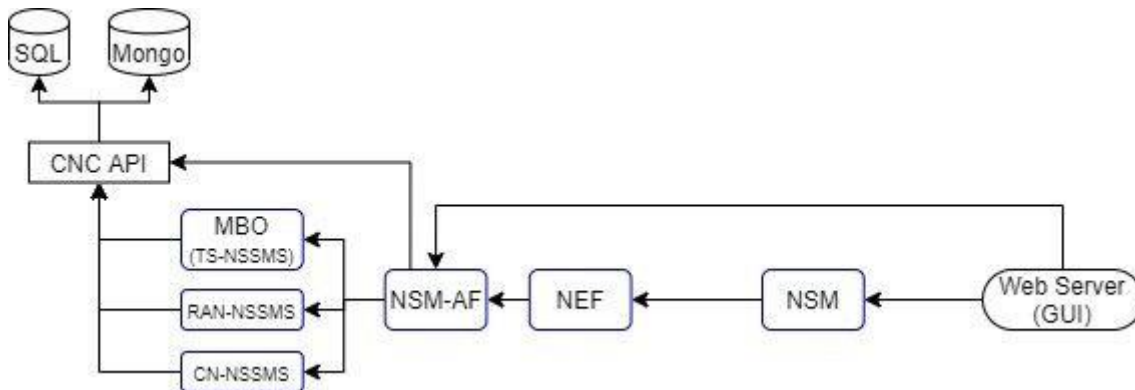 SQL
Mongo
CNC API
MBO
(TS-NSSMS)
RAN-NSSMS
CN-NSSMS
NSM-AF
NEF
NSM
Web Server
(GUI)